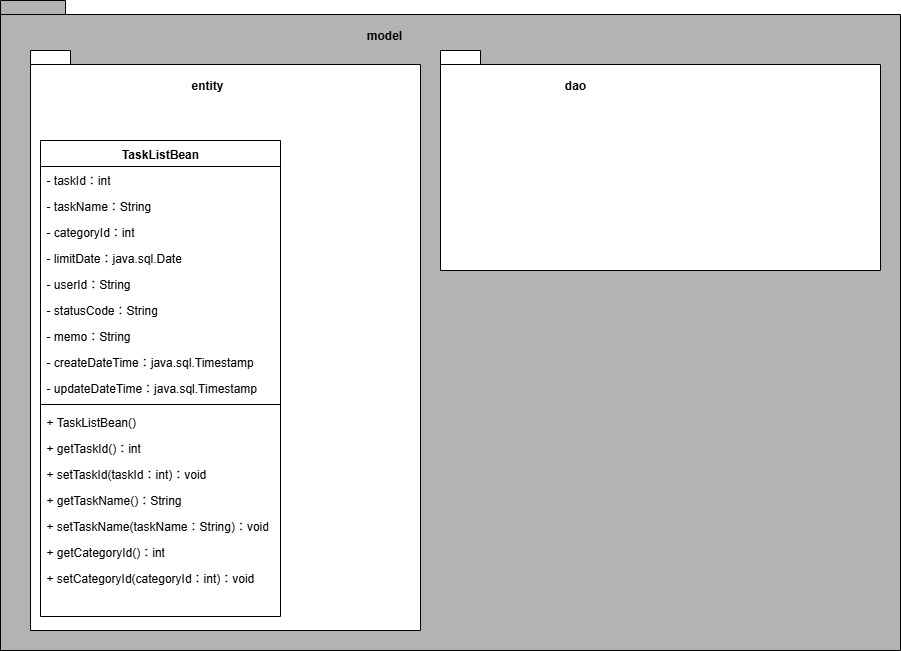 model
entity
dao
TaskListBean
- taskId：int
- taskName：String
- categoryId：int
- limitDate：java.sql.Date
- userId：String
- statusCode：String
- memo：String
- createDateTime：java.sql.Timestamp
- updateDateTime：java.sql.Timestamp
+ TaskListBean()
+ getTaskId()：int
+ setTaskId(taskId：int)：void
+ getTaskName()：String
+ setTaskName(taskName：String)：void
+ getCategoryId()：int
+ setCategoryId(categoryId：int)：void